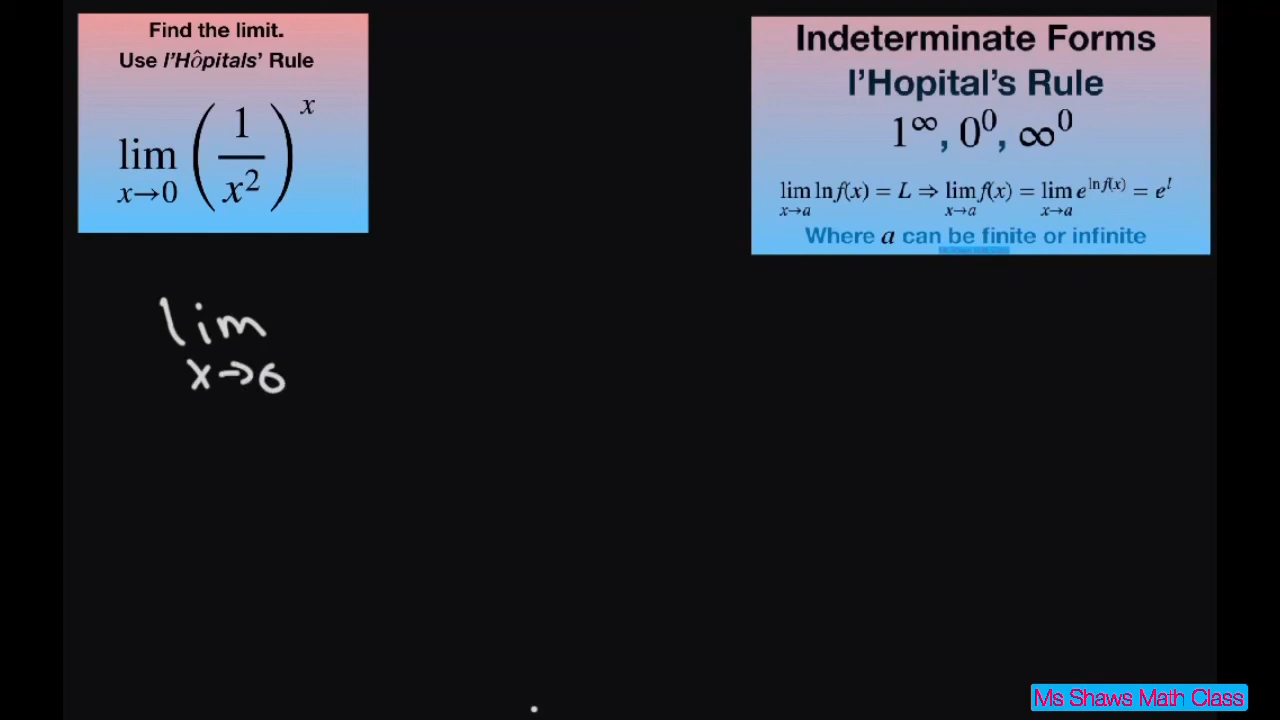 Find the limit.
Use l'Hôpitals' Rule
lim x→0 (1/x²)^x
Indeterminate Forms
l'Hopital's Rule
1^∞, 0^0, ∞^0
lim x→a ln f(x) = L ⇒ lim x→a f(x) = lim x→a e^{ln f(x)} = e^l
Where a can be finite or infinite
lim
x→0
Ms Shaws Math Class